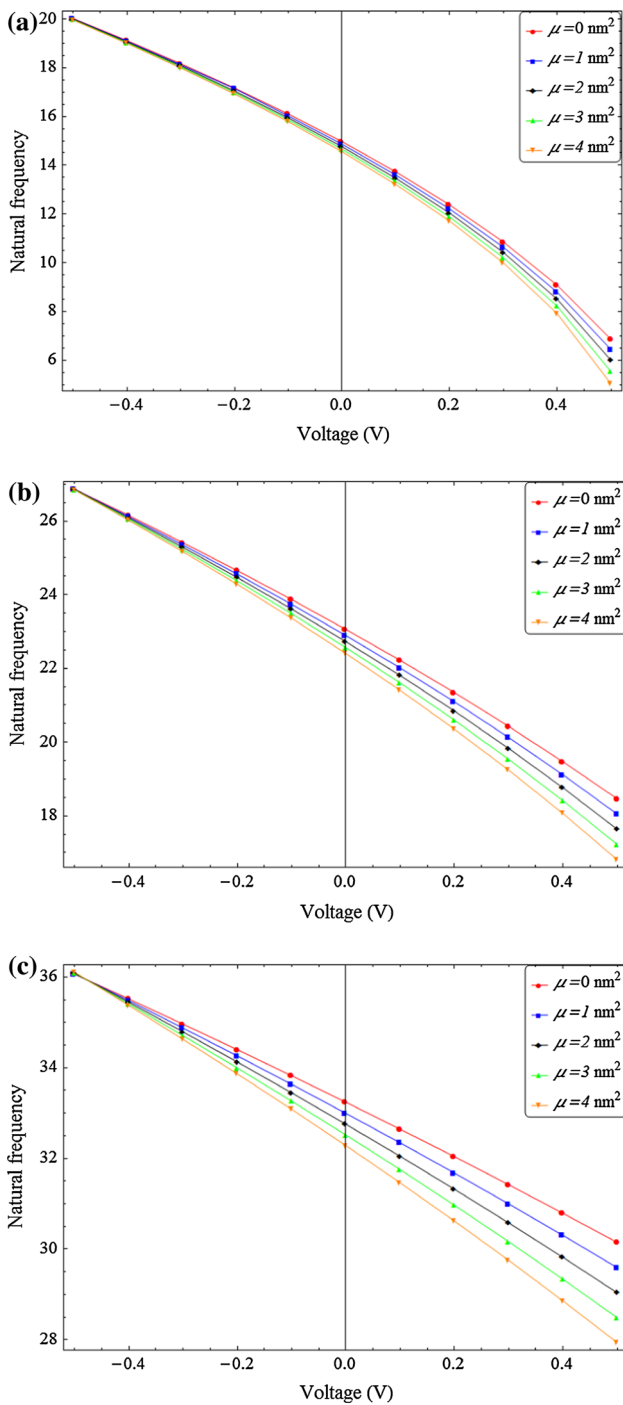 (a)
Natural frequency
20
18
16
14
12
10
8
6
−0.4 −0.2 0.0 0.2 0.4
Voltage (V)
μ=0 nm²
μ=1 nm²
μ=2 nm²
μ=3 nm²
μ=4 nm²
(b)
Natural frequency
26
24
22
20
18
−0.4 −0.2 0.0 0.2 0.4
Voltage (V)
μ=0 nm²
μ=1 nm²
μ=2 nm²
μ=3 nm²
μ=4 nm²
(c)
Natural frequency
36
34
32
30
28
−0.4 −0.2 0.0 0.2 0.4
Voltage (V)
μ=0 nm²
μ=1 nm²
μ=2 nm²
μ=3 nm²
μ=4 nm²